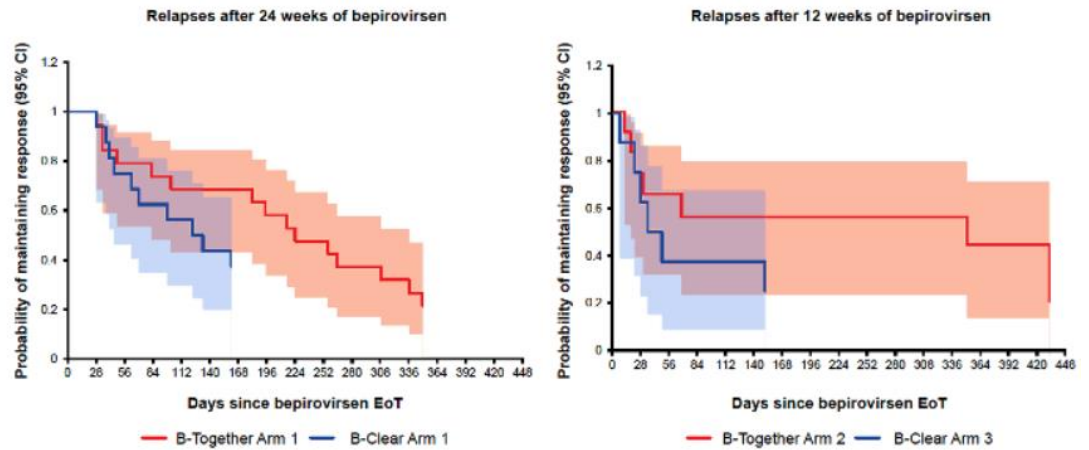 Relapses after 24 weeks of bepirovirsen
Probability of maintaining response (95% CI)
1.2
1
0.8
0.6
0.4
0.2
0
0 28 56 84 112 140 168 196 224 252 280 308 336 364 392 420 448
Days since bepirovirsen EoT
B-Together Arm 1 B-Clear Arm 1
Relapses after 12 weeks of bepirovirsen
Probability of maintaining response (95% CI)
1.2
1
0.8
0.6
0.4
0.2
0
0 28 56 84 112 140 168 196 224 252 280 308 336 364 392 420 448
Days since bepirovirsen EoT
B-Together Arm 2 B-Clear Arm 3